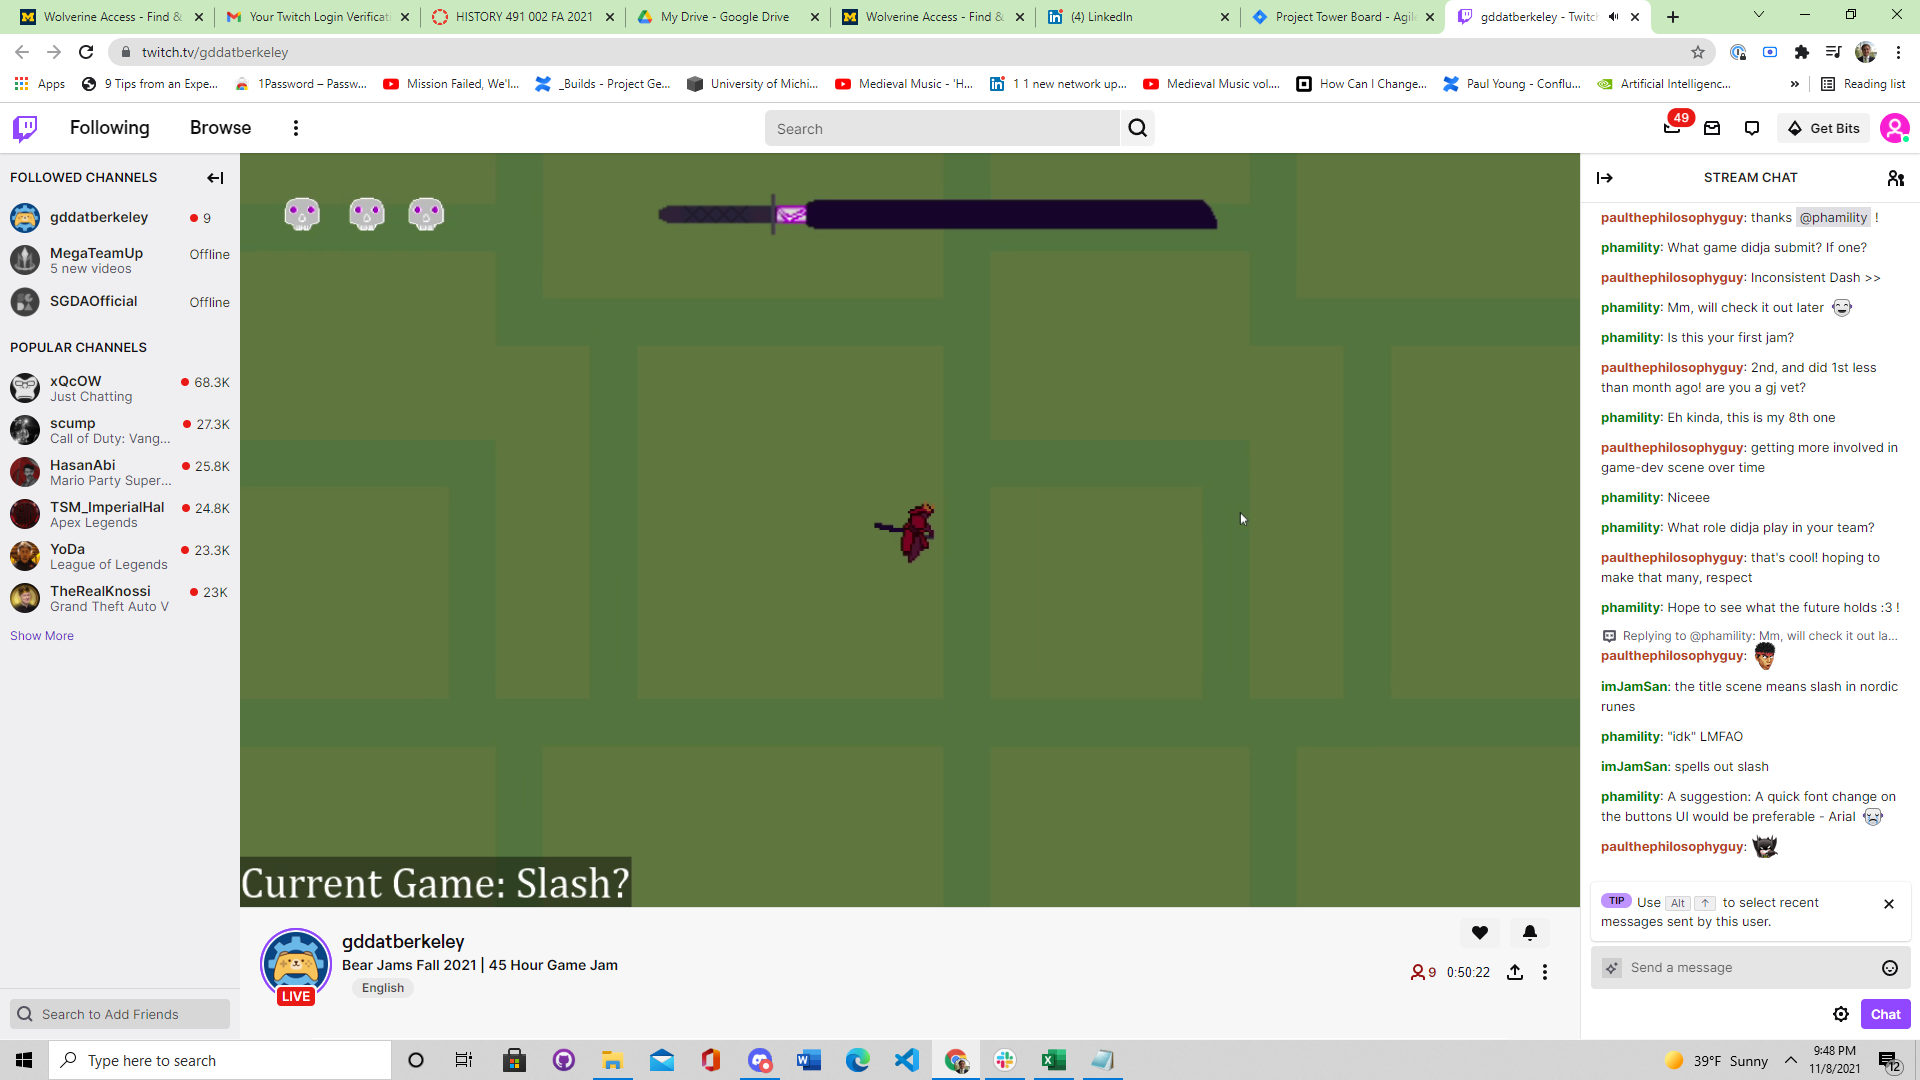 Wolverine Access - Find &
Your Twitch Login Verificati
HISTORY 491 002 FA 2021
My Drive - Google Drive
Wolverine Access - Find &
(4) LinkedIn
Project Tower Board - Agile
gddatberkeley - Twitch
twitch.tv/gddatberkeley
Apps
9 Tips from an Expe...
1Password – Passw...
Mission Failed, We'l...
_Builds - Project Ge...
University of Michi...
Medieval Music - 'H...
1 1 new network up...
Medieval Music vol....
How Can I Change...
Paul Young - Conflu...
Artificial Intelligenc...
»
Reading list
Following
Browse
Search
49
Get Bits
FOLLOWED CHANNELS
gddatberkeley
9
MegaTeamUp
Offline
5 new videos
SGDAOfficial
Offline
POPULAR CHANNELS
xQcOW
68.3K
Just Chatting
scump
27.3K
Call of Duty: Vang...
HasanAbi
25.8K
Mario Party Super...
TSM_ImperialHal
24.8K
Apex Legends
YoDa
23.3K
League of Legends
TheRealKnossi
23K
Grand Theft Auto V
Show More
Search to Add Friends
Current Game: Slash?
gddatberkeley
Bear Jams Fall 2021 | 45 Hour Game Jam
English
LIVE
9
0:50:22
STREAM CHAT
paulthephilosophyguy: thanks @phamility !
phamility: What game didja submit? If one?
paulthephilosophyguy: Inconsistent Dash >>
phamility: Mm, will check it out later
phamility: Is this your first jam?
paulthephilosophyguy: 2nd, and did 1st less
than month ago! are you a gj vet?
phamility: Eh kinda, this is my 8th one
paulthephilosophyguy: getting more involved in
game-dev scene over time
phamility: Niceee
phamility: What role didja play in your team?
paulthephilosophyguy: that's cool! hoping to
make that many, respect
phamility: Hope to see what the future holds :3 !
Replying to @phamility: Mm, will check it out la...
paulthephilosophyguy:
imJamSan: the title scene means slash in nordic
runes
phamility: "idk" LMFAO
imJamSan: spells out slash
phamility: A suggestion: A quick font change on
the buttons UI would be preferable - Arial
paulthephilosophyguy:
TIP Use Alt ↑ to select recent
messages sent by this user.
Send a message
Chat
Type here to search
39°F Sunny
9:48 PM
11/8/2021
12